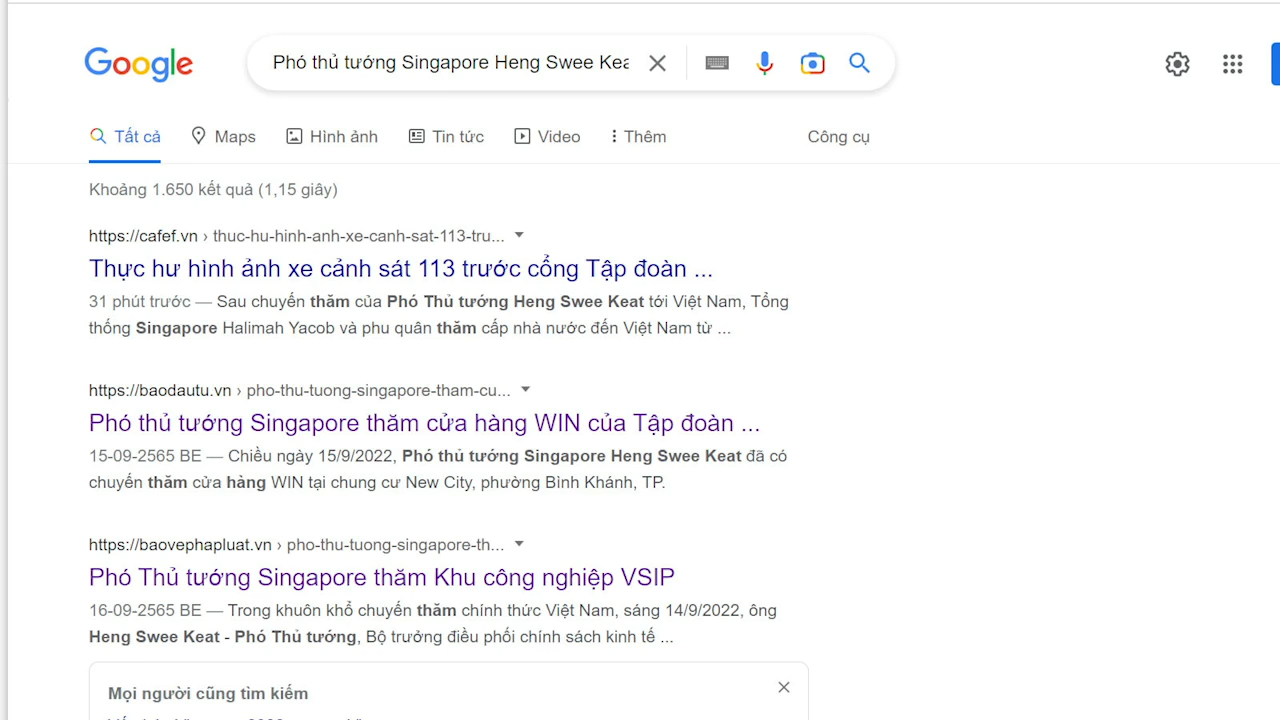 Google
Phó thủ tướng Singapore Heng Swee Kea
Tất cả
Maps
Hình ảnh
Tin tức
Video
Thêm
Công cụ
Khoảng 1.650 kết quả (1,15 giây)
https://cafef.vn › thuc-hu-hinh-anh-xe-canh-sat-113-tru...
Thực hư hình ảnh xe cảnh sát 113 trước cổng Tập đoàn ...
31 phút trước — Sau chuyến thăm của Phó Thủ tướng Heng Swee Keat tới Việt Nam, Tổng
thống Singapore Halimah Yacob và phu quân thăm cấp nhà nước đến Việt Nam từ ...
https://baodautu.vn › pho-thu-tuong-singapore-tham-cu...
Phó thủ tướng Singapore thăm cửa hàng WIN của Tập đoàn ...
15-09-2565 BE — Chiều ngày 15/9/2022, Phó thủ tướng Singapore Heng Swee Keat đã có
chuyến thăm cửa hàng WIN tại chung cư New City, phường Bình Khánh, TP.
https://baovephapluat.vn › pho-thu-tuong-singapore-th...
Phó Thủ tướng Singapore thăm Khu công nghiệp VSIP
16-09-2565 BE — Trong khuôn khổ chuyến thăm chính thức Việt Nam, sáng 14/9/2022, ông
Heng Swee Keat - Phó Thủ tướng, Bộ trưởng điều phối chính sách kinh tế ...
Mọi người cũng tìm kiếm